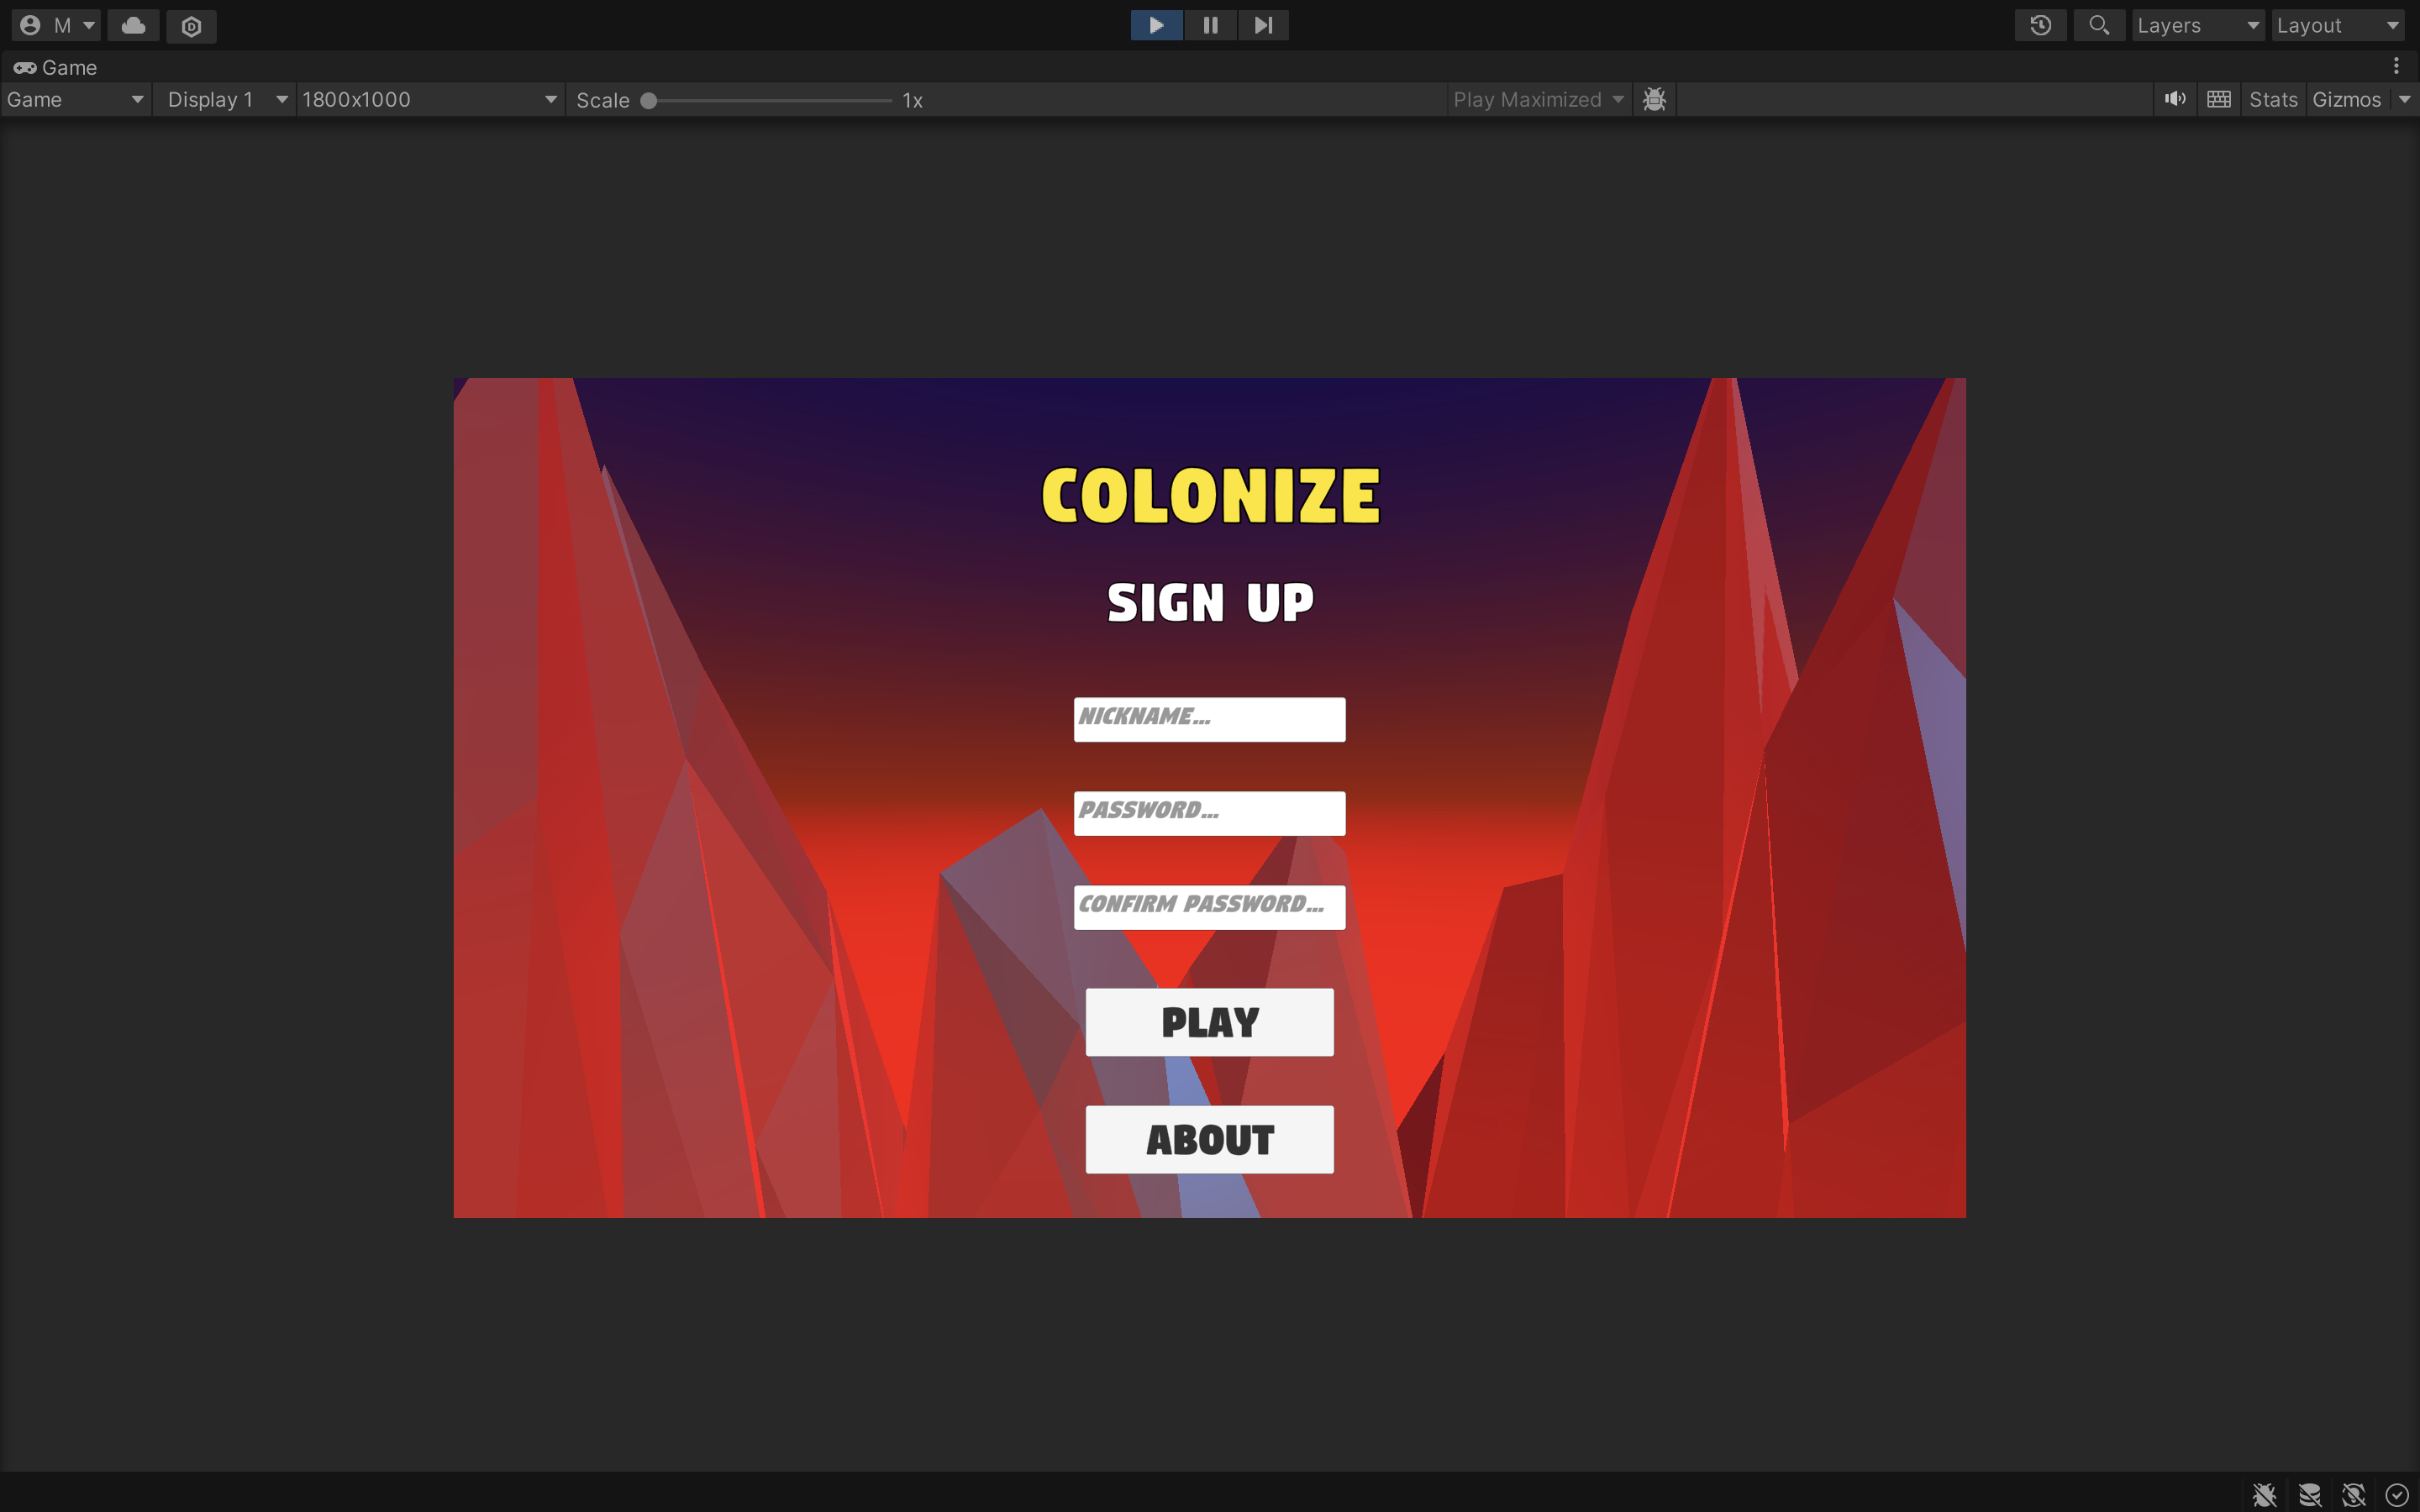 M
Layers
Layout
Game
Game
Display 1
1800x1000
Scale
1x
Play Maximized
Stats
Gizmos
COLONIZE
SIGN UP
NICKNAME...
PASSWORD...
CONFIRM PASSWORD...
PLAY
ABOUT